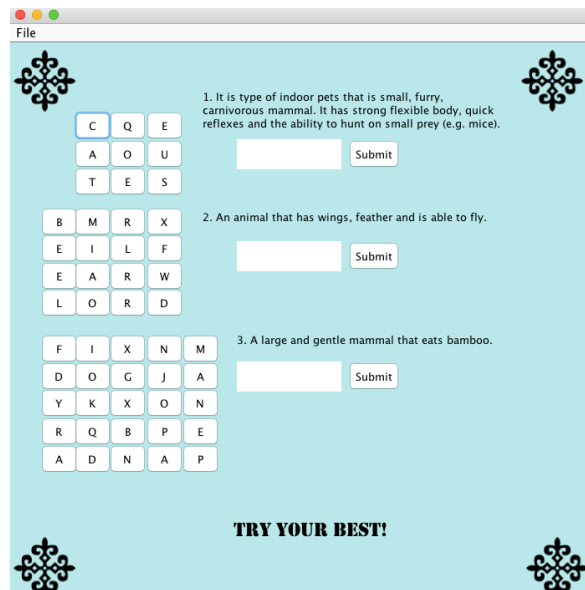 File
1. It is type of indoor pets that is small, furry,
carnivorous mammal. It has strong flexible body, quick
reflexes and the ability to hunt on small prey (e.g. mice).
C Q E
A O U
T E S
Submit
2. An animal that has wings, feather and is able to fly.
B M R X
E I L F
E A R W
L O R D
Submit
3. A large and gentle mammal that eats bamboo.
F I X N M
D O G J A
Y K X O N
R Q B P E
A D N A P
Submit
TRY YOUR BEST!